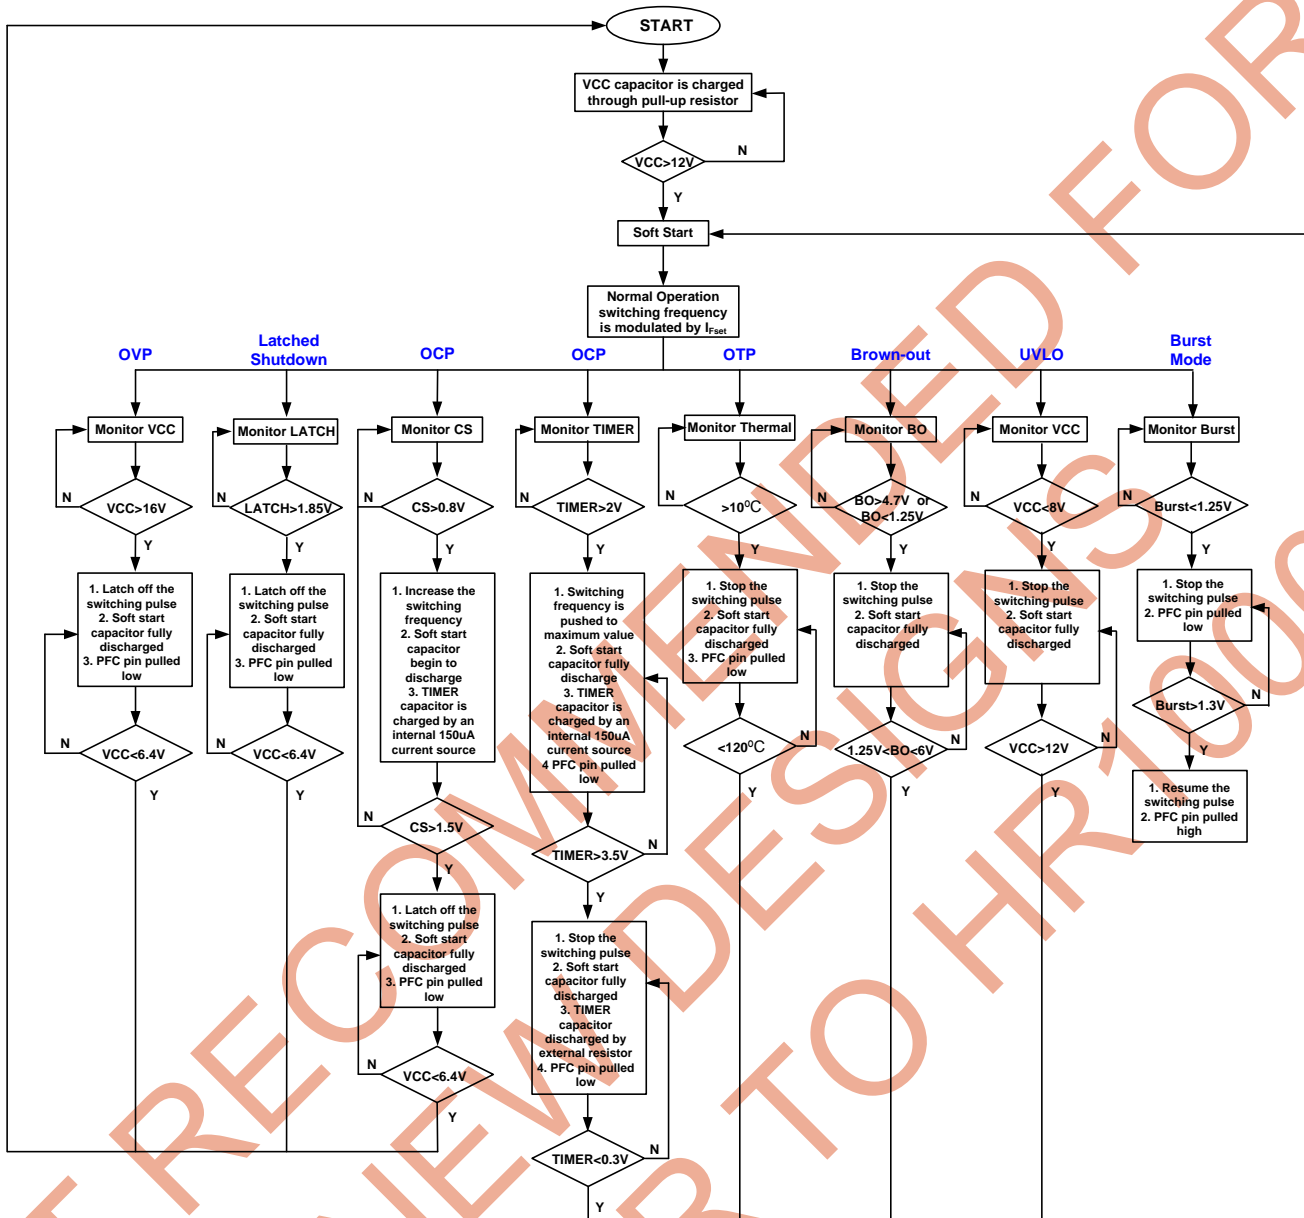 START
VCC capacitor is charged
through pull-up resistor
VCC>12V
N
Y
Soft Start
Normal Operation
switching frequency
is modulated by IFset
OVP
Latched
Shutdown
OCP
OCP
OTP
Brown-out
UVLO
Burst
Mode
Monitor VCC
N
VCC>16V
Y
1. Latch off the
switching pulse
2. Soft start
capacitor fully
discharged
3. PFC pin pulled
low
N
VCC<6.4V
Y
Monitor LATCH
N
LATCH>1.85V
Y
1. Latch off the
switching pulse
2. Soft start
capacitor fully
discharged
3. PFC pin pulled
low
N
VCC<6.4V
Y
Monitor CS
N
CS>0.8V
Y
1. Increase the
switching
frequency
2. Soft start
capacitor
begin to
discharge
3. TIMER
capacitor is
charged by an
internal 150uA
current source
N
CS>1.5V
Y
1. Latch off the
switching pulse
2. Soft start
capacitor fully
discharged
3. PFC pin pulled
low
N
VCC<6.4V
Y
Monitor TIMER
N
TIMER>2V
Y
1. Switching
frequency is
pushed to
maximum value
2. Soft start
capacitor fully
discharge
3. TIMER
capacitor is
charged by an
internal 150uA
current source
4 PFC pin pulled
low
TIMER>3.5V
N
Y
1. Stop the
switching pulse
2. Soft start
capacitor fully
discharged
3. TIMER
capacitor
discharged by
external resistor
4. PFC pin pulled
low
TIMER<0.3V
N
Y
Monitor Thermal
N
>10⁰C
Y
1. Stop the
switching pulse
2. Soft start
capacitor fully
discharged
3. PFC pin pulled
low
<120⁰C
N
Y
Monitor BO
N
BO>4.7V or
BO<1.25V
Y
1. Stop the
switching pulse
2. Soft start
capacitor fully
discharged
1.25V<BO<6V
N
Y
Monitor VCC
N
VCC<8V
Y
1. Stop the
switching pulse
2. Soft start
capacitor fully
discharged
VCC>12V
N
Y
Monitor Burst
N
Burst<1.25V
Y
1. Stop the
switching pulse
2. PFC pin pulled
low
Burst>1.3V
N
Y
1. Resume the
switching pulse
2. PFC pin pulled
high
RECOMMENDED FOR
NEW DESIGNS
TO HR1000